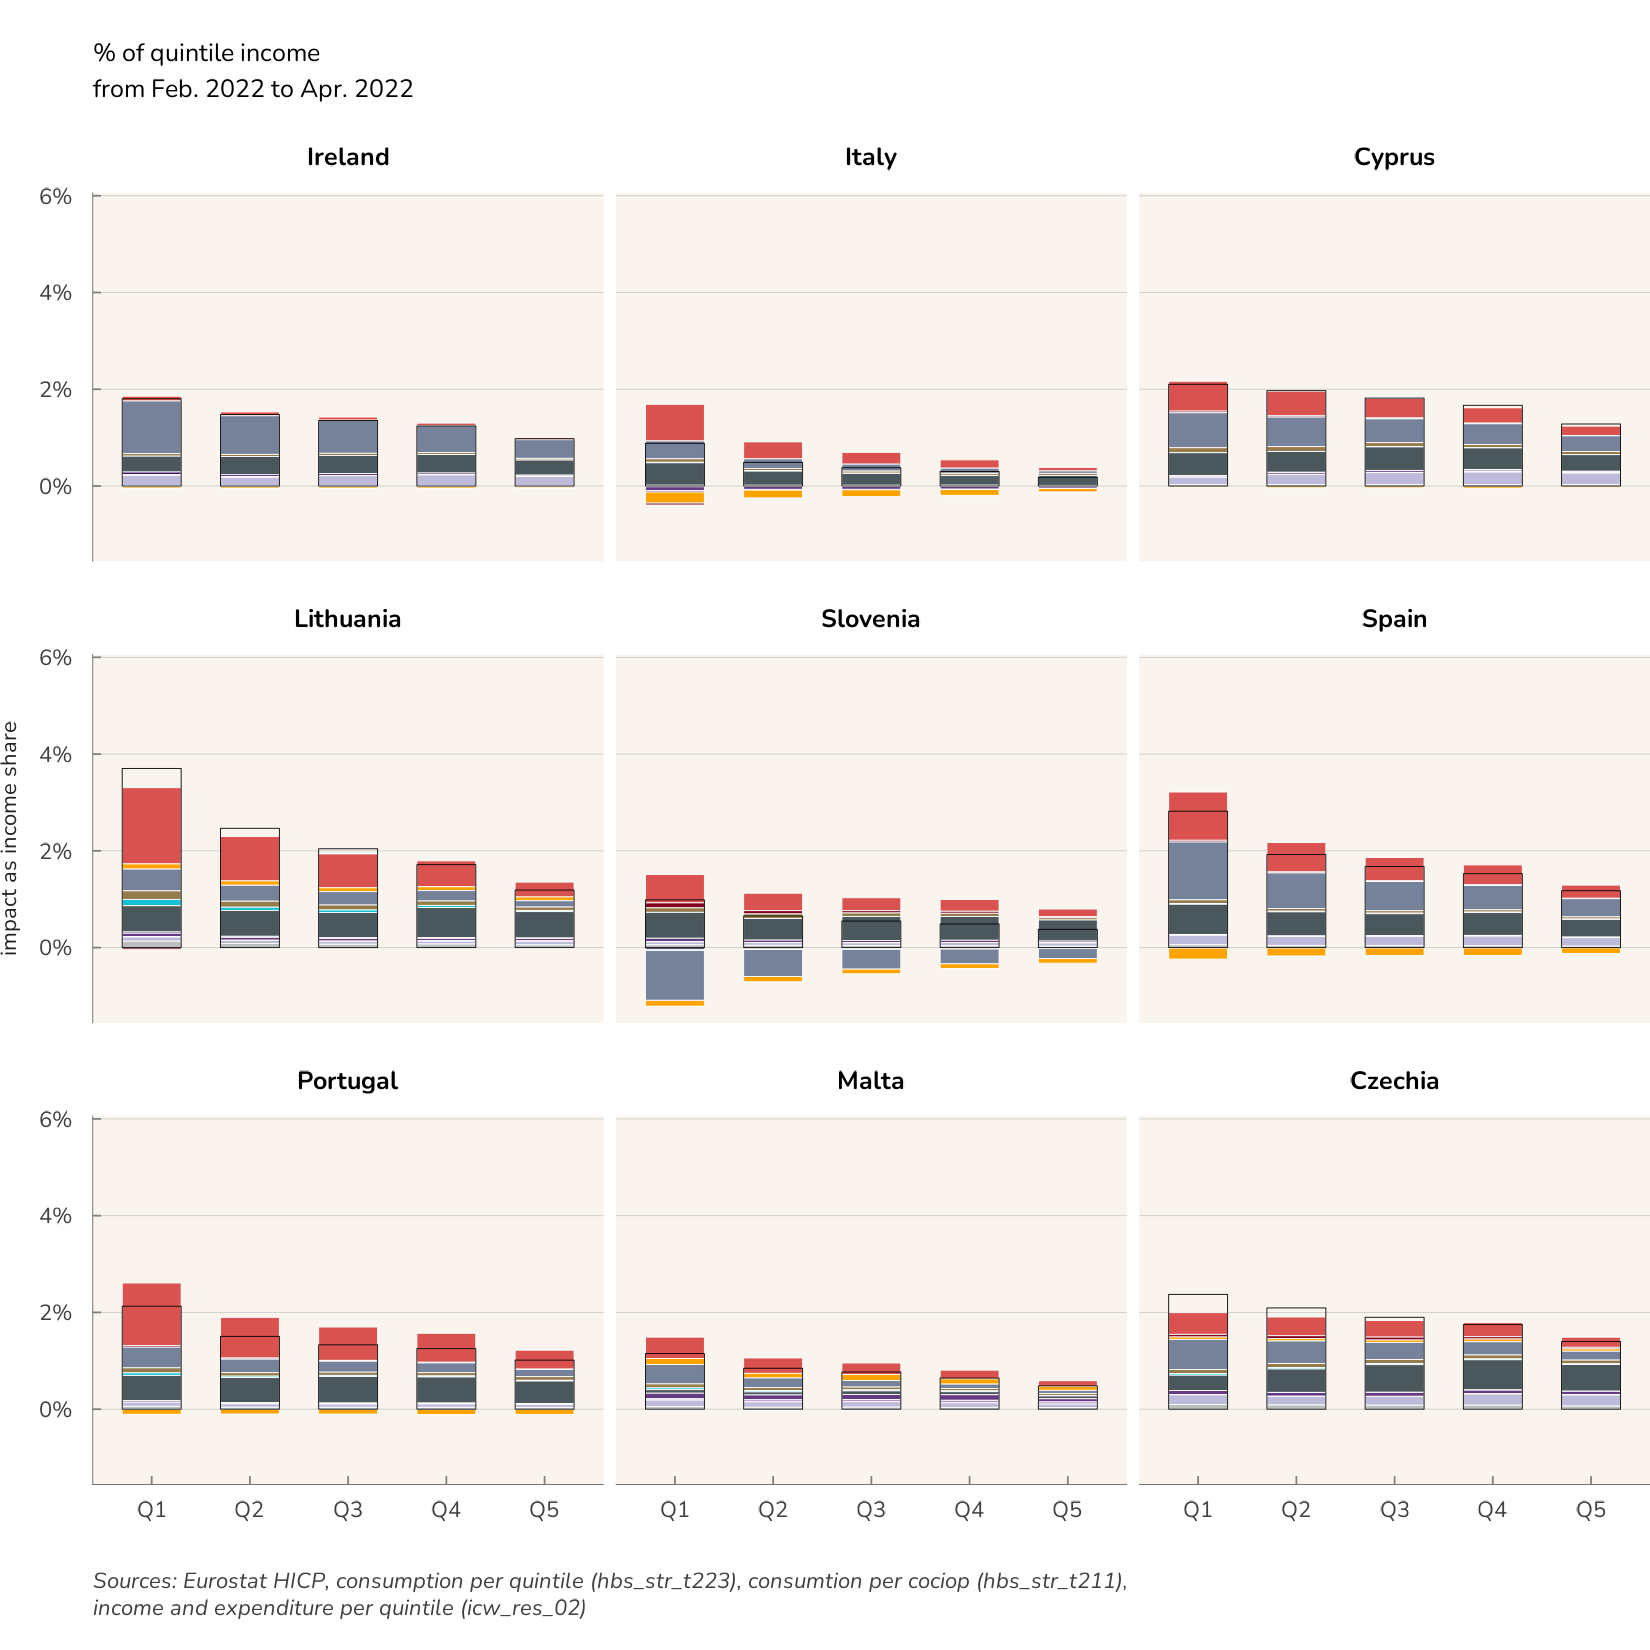 % of quintile income
from Feb. 2022 to Apr. 2022
Ireland
Italy
Cyprus
6%
4%
2%
0%
Lithuania
Slovenia
Spain
impact as income share
6%
4%
2%
0%
Portugal
Malta
Czechia
6%
4%
2%
0%
Q1 Q2 Q3 Q4 Q5
Q1 Q2 Q3 Q4 Q5
Q1 Q2 Q3 Q4 Q5
Sources: Eurostat HICP, consumption per quintile (hbs_str_t223), consumtion per cociop (hbs_str_t211),
income and expenditure per quintile (icw_res_02)